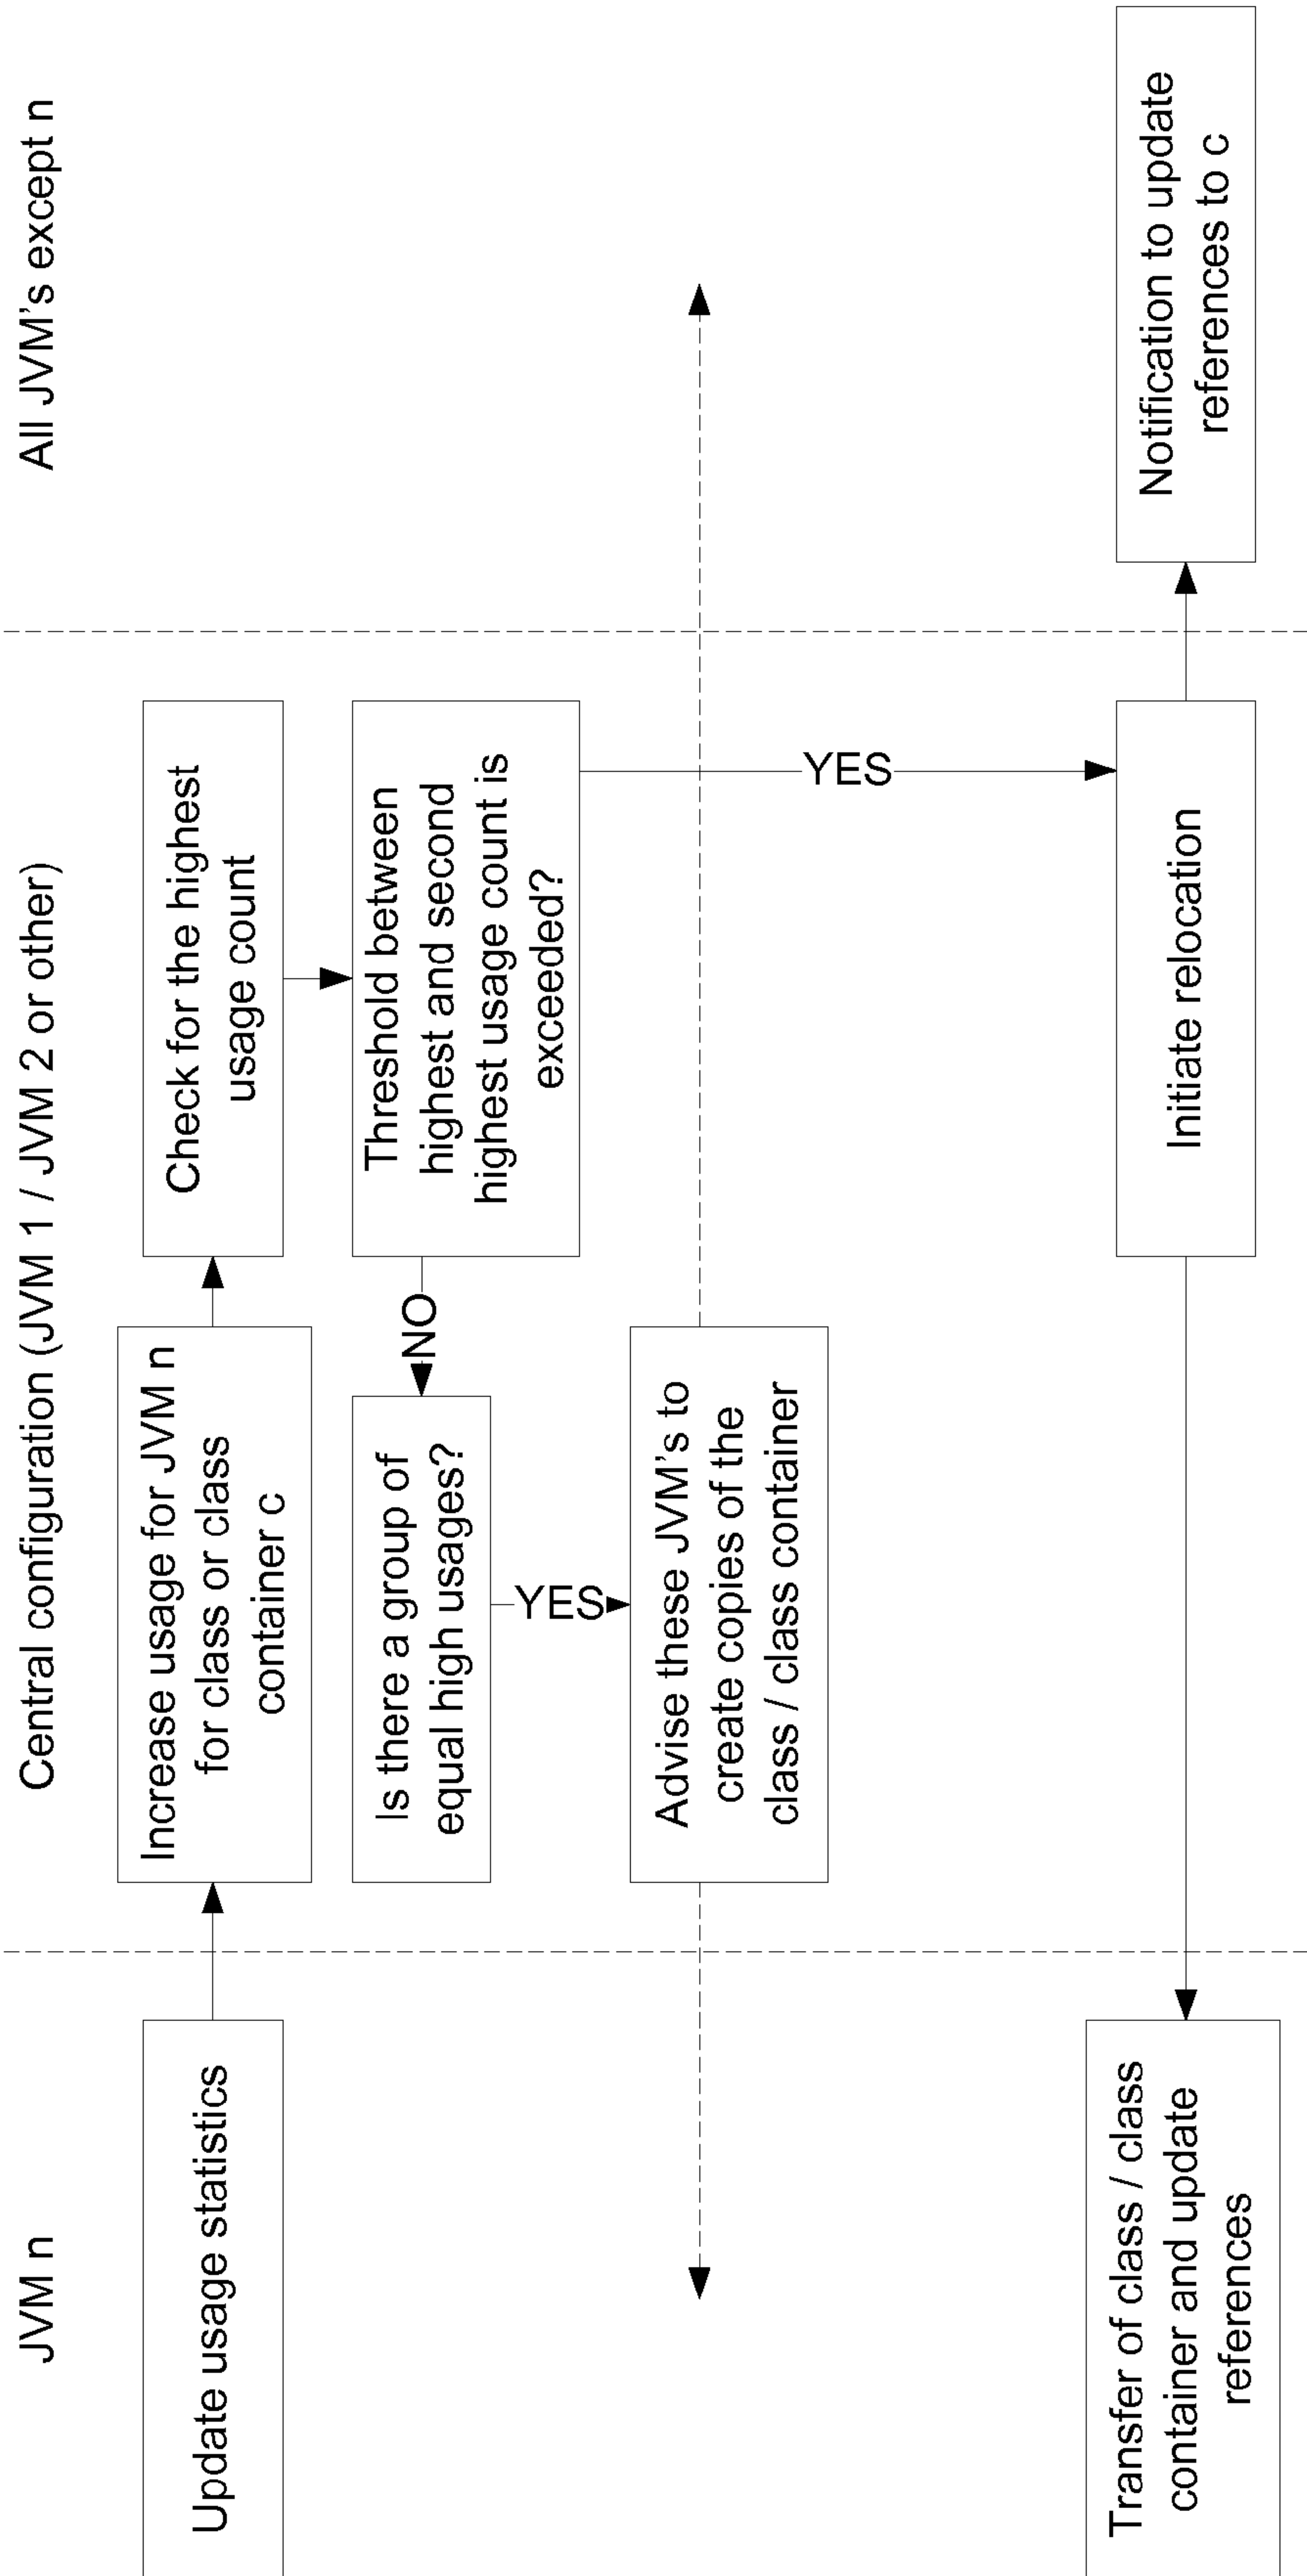 JVM n
Central configuration (JVM 1 / JVM 2 or other)
All JVM's except n
Update usage statistics
Increase usage for JVM n
for class or class
container c
Check for the highest
usage count
Is there a group of
equal high usages?
NO
Threshold between
highest and second
highest usage count is
exceeded?
YES
Advise these JVM's to
create copies of the
class / class container
YES
Transfer of class / class
container and update
references
Initiate relocation
Notification to update
references to c